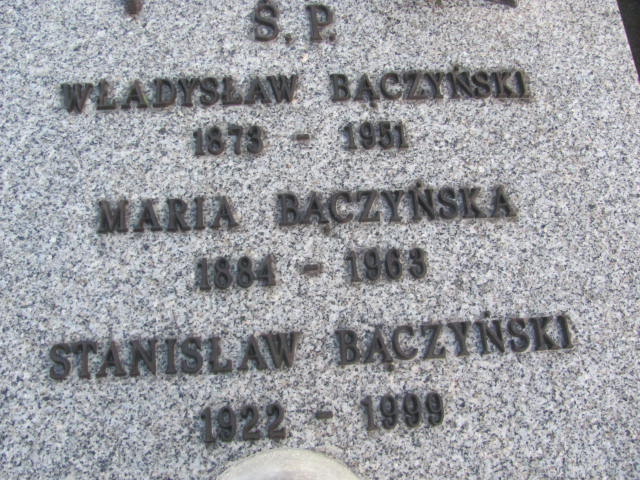 Ś. P.
WŁADYSŁAW BĄCZYŃSKI
1873 - 1951
MARIA BĄCZYŃSKA
1884 - 1963
STANISŁAW BĄCZYŃSKI
1922 - 1999